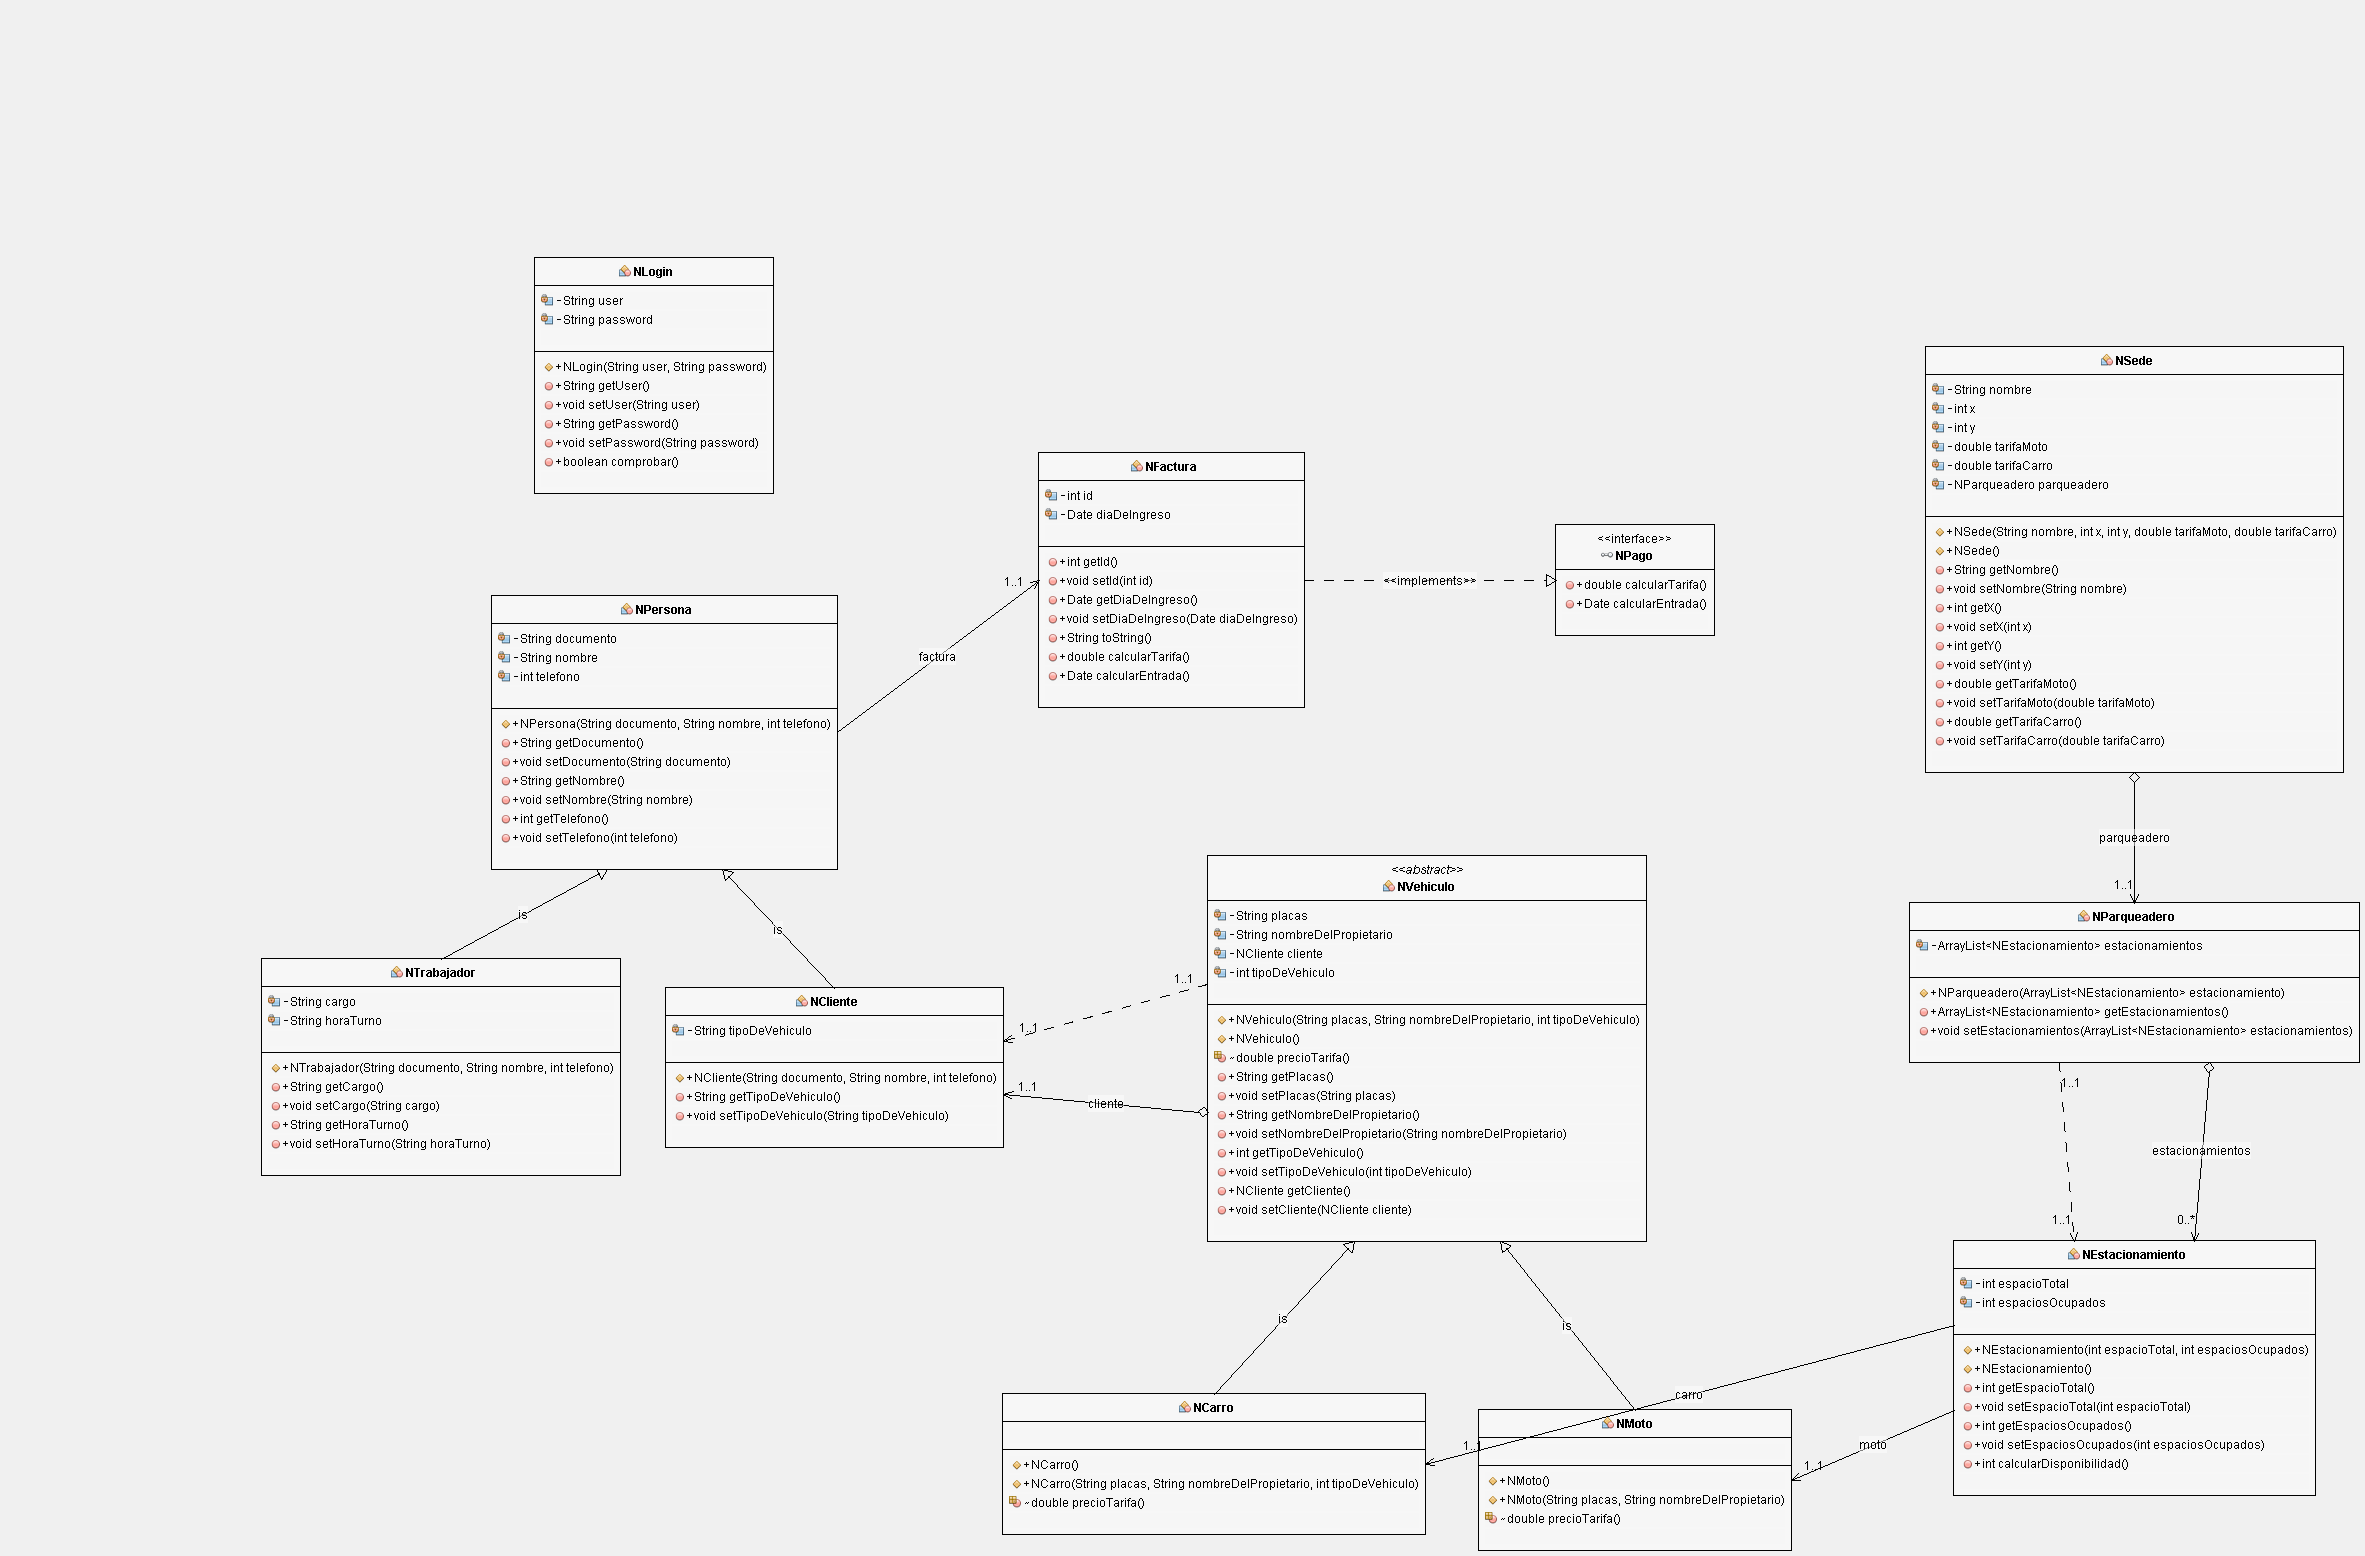 NLogin
-String user
-String password
+NLogin(String user, String password)
+String getUser()
+void setUser(String user)
+String getPassword()
+void setPassword(String password)
+boolean comprobar()
NSede
-String nombre
-int x
-int y
-double tarifaMoto
-double tarifaCarro
-NParqueadero parqueadero
+NSede(String nombre, int x, int y, double tarifaMoto, double tarifaCarro)
+NSede()
+String getNombre()
+void setNombre(String nombre)
+int getX()
+void setX(int x)
+int getY()
+void setY(int y)
+double getTarifaMoto()
+void setTarifaMoto(double tarifaMoto)
+double getTarifaCarro()
+void setTarifaCarro(double tarifaCarro)
NFactura
-int id
-Date diaDeIngreso
+int getId()
+void setId(int id)
+Date getDiaDeIngreso()
+void setDiaDeIngreso(Date diaDeIngreso)
+String toString()
+double calcularTarifa()
+Date calcularEntrada()
<<implements>>
<<interface>>
NPago
+double calcularTarifa()
+Date calcularEntrada()
1..1
factura
NPersona
-String documento
-String nombre
-int telefono
+NPersona(String documento, String nombre, int telefono)
+String getDocumento()
+void setDocumento(String documento)
+String getNombre()
+void setNombre(String nombre)
+int getTelefono()
+void setTelefono(int telefono)
is
is
parqueadero
1..1
NTrabajador
-String cargo
-String horaTurno
+NTrabajador(String documento, String nombre, int telefono)
+String getCargo()
+void setCargo(String cargo)
+String getHoraTurno()
+void setHoraTurno(String horaTurno)
NCliente
-String tipoDeVehiculo
+NCliente(String documento, String nombre, int telefono)
+String getTipoDeVehiculo()
+void setTipoDeVehiculo(String tipoDeVehiculo)
1..1
1..1
1..1
cliente
<<abstract>>
NVehiculo
-String placas
-String nombreDelPropietario
-NCliente cliente
-int tipoDeVehiculo
+NVehiculo(String placas, String nombreDelPropietario, int tipoDeVehiculo)
+NVehiculo()
~double precioTarifa()
+String getPlacas()
+void setPlacas(String placas)
+String getNombreDelPropietario()
+void setNombreDelPropietario(String nombreDelPropietario)
+int getTipoDeVehiculo()
+void setTipoDeVehiculo(int tipoDeVehiculo)
+NCliente getCliente()
+void setCliente(NCliente cliente)
NParqueadero
-ArrayList<NEstacionamiento> estacionamientos
+NParqueadero(ArrayList<NEstacionamiento> estacionamiento)
+ArrayList<NEstacionamiento> getEstacionamientos()
+void setEstacionamientos(ArrayList<NEstacionamiento> estacionamientos)
1..1
estacionamientos
1..1
0..*
NEstacionamiento
-int espacioTotal
-int espaciosOcupados
+NEstacionamiento(int espacioTotal, int espaciosOcupados)
+NEstacionamiento()
+int getEspacioTotal()
+void setEspacioTotal(int espacioTotal)
+int getEspaciosOcupados()
+void setEspaciosOcupados(int espaciosOcupados)
+int calcularDisponibilidad()
is
is
carro
1..1
moto
1..1
NCarro
+NCarro()
+NCarro(String placas, String nombreDelPropietario, int tipoDeVehiculo)
~double precioTarifa()
NMoto
+NMoto()
+NMoto(String placas, String nombreDelPropietario)
~double precioTarifa()